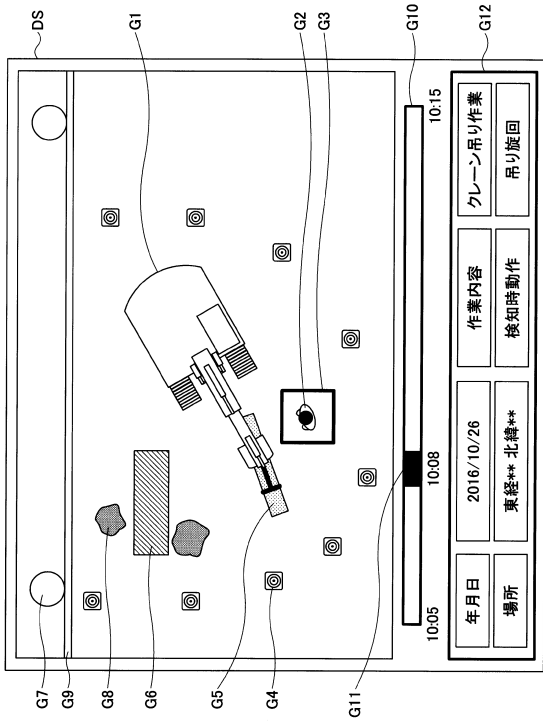 DS
G1
G2
G3
G10
G12
G7
G9
G8
G6
G5
G4
G11
10:05
10:08
10:15
年月日
2016/10/26
作業内容
クレーン吊り作業
場所
東経** 北緯**
検知時動作
吊り旋回